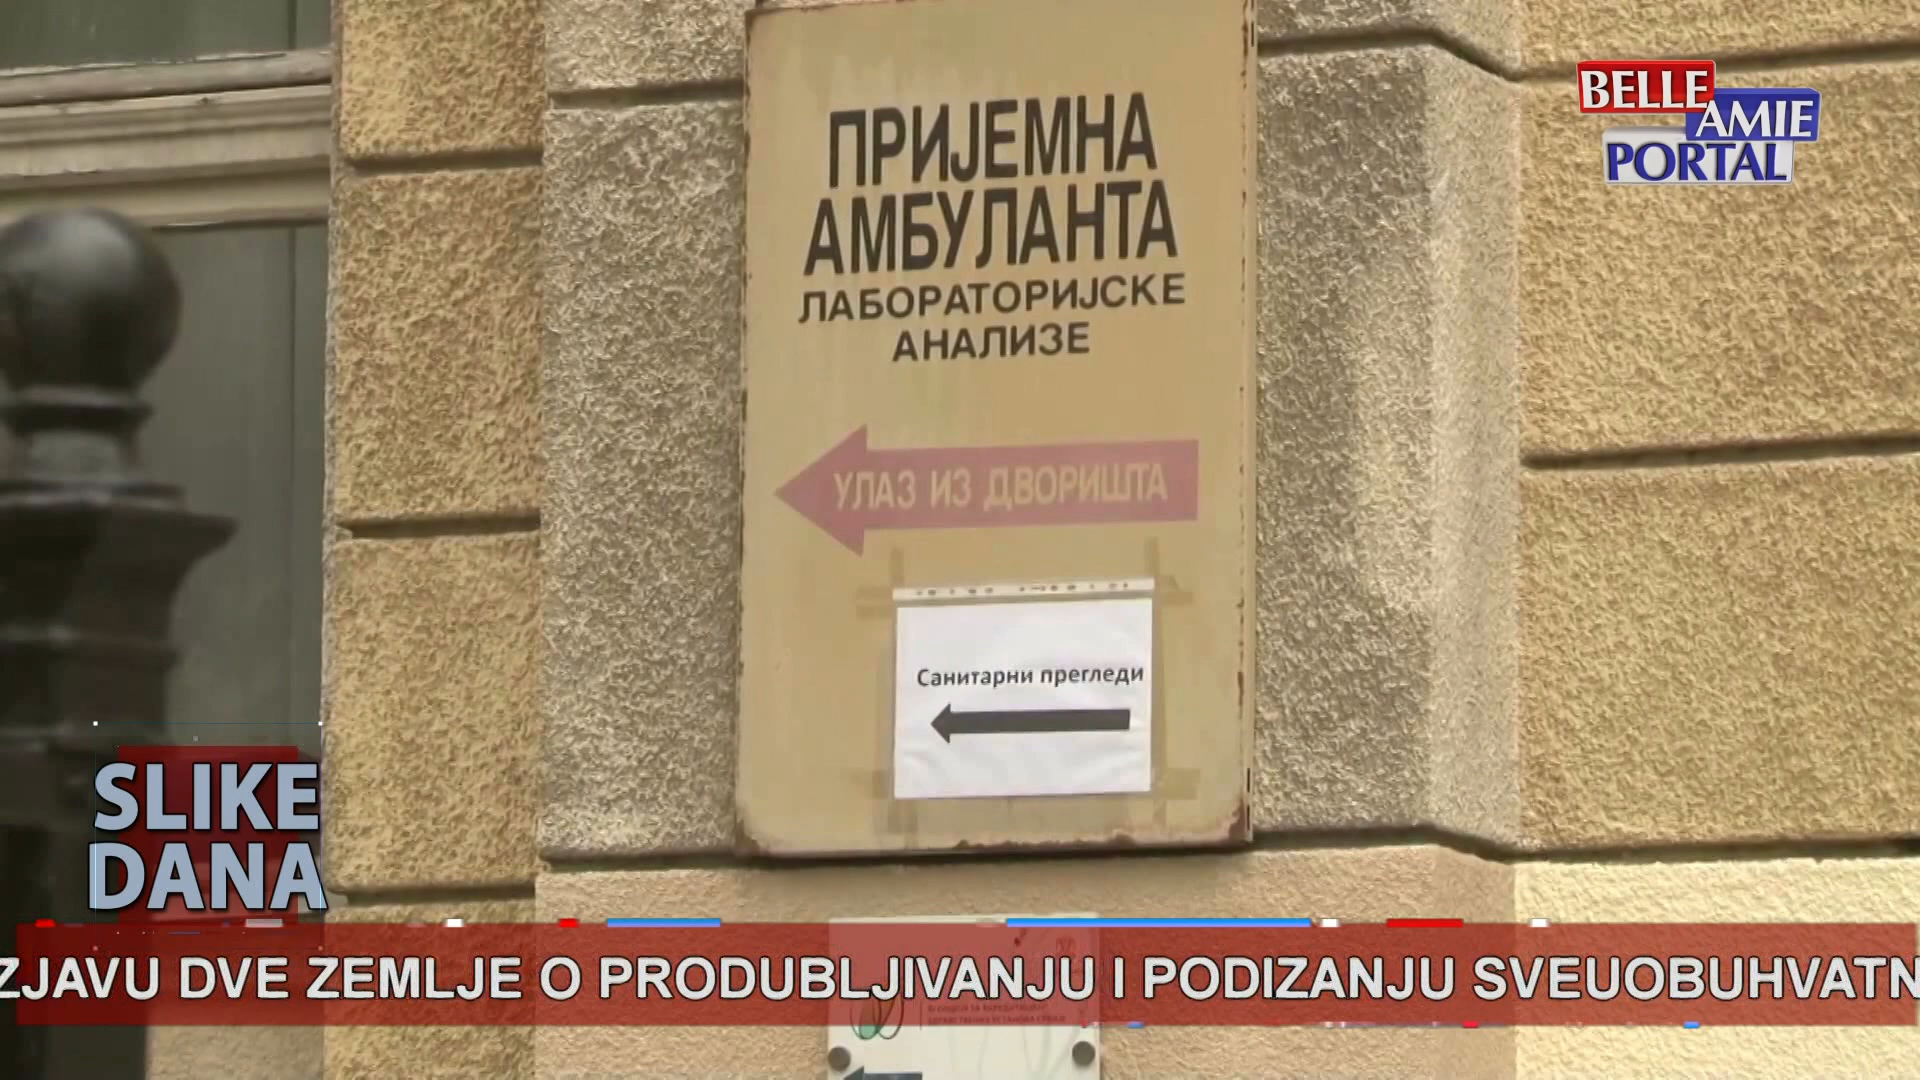 ПРИЈЕМНА
АМБУЛАНТА
ЛАБОРАТОРИЈСКЕ
АНАЛИЗЕ
УЛАЗ ИЗ ДВОРИШТА
Санитарни прегледи
BELLE
AMIE
PORTAL
SLIKE
DANA
ZJAVU DVE ZEMLJE O PRODUBLJIVANJU I PODIZANJU SVEUOBUHVATN